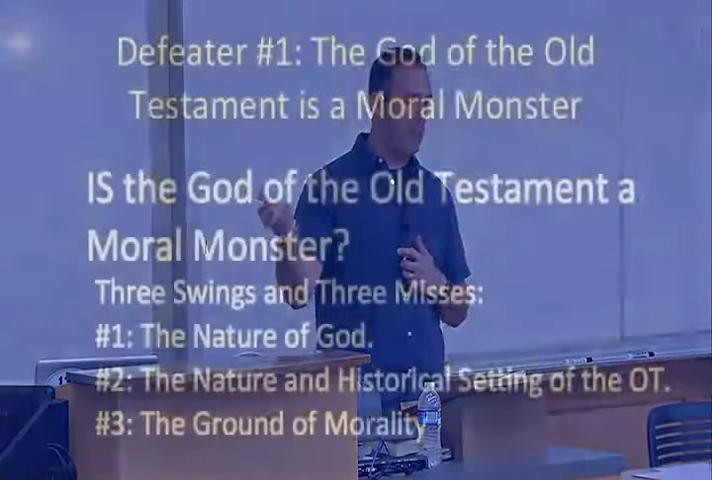 Defeater #1: The God of the Old
Testament is a Moral Monster
IS the God of the Old Testament a
Moral Monster?
Three Swings and Three Misses:
#1: The Nature of God.
#2: The Nature and Historical Setting of the OT.
#3: The Ground of Morality